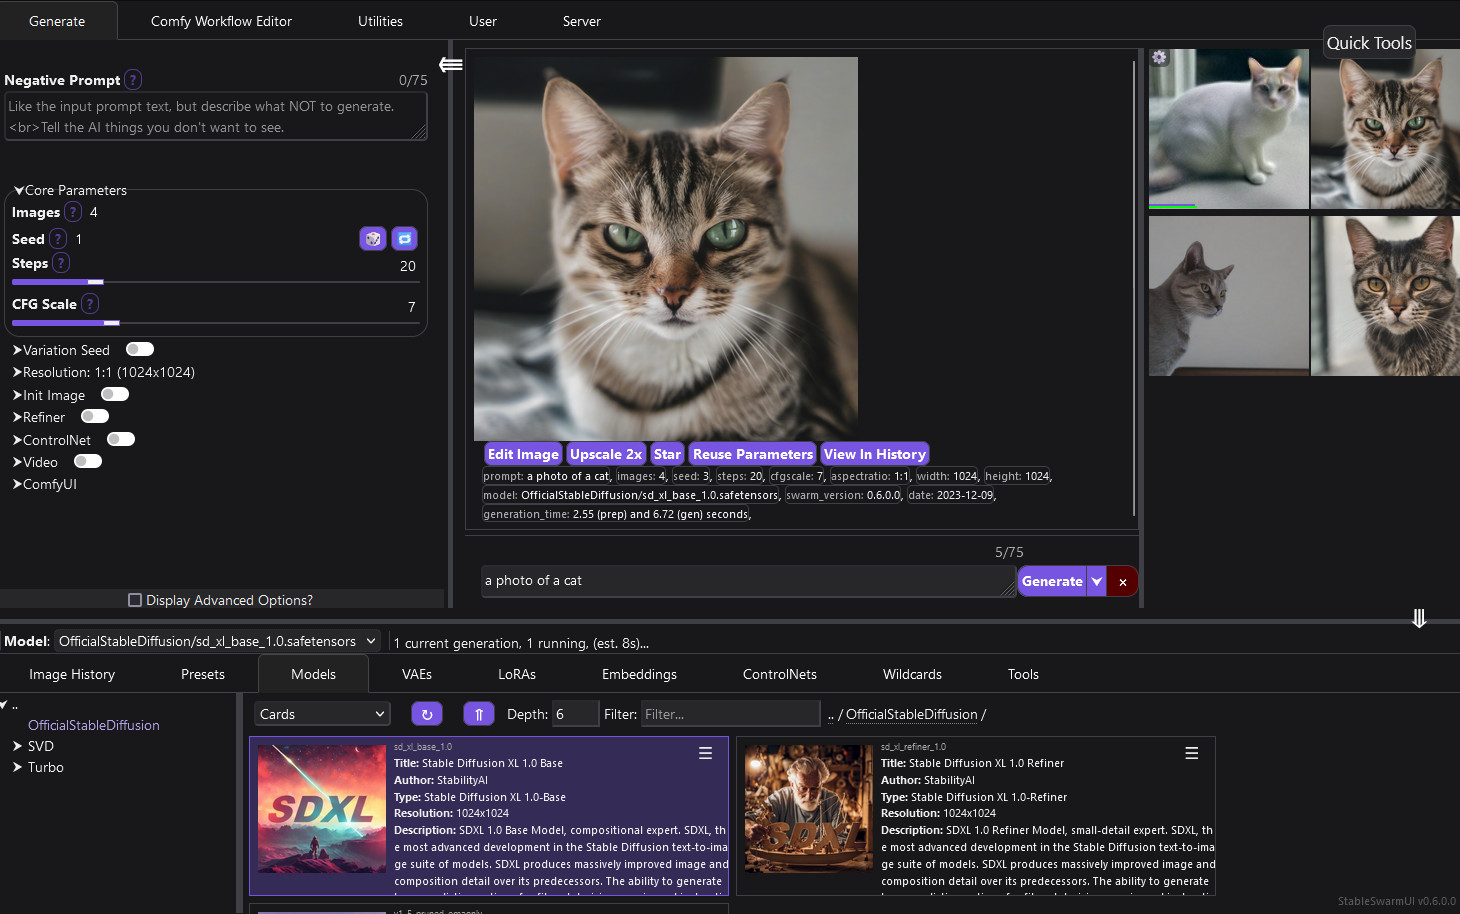 Generate
Comfy Workflow Editor
Utilities
User
Server
Quick Tools
Negative Prompt ?
0/75
Like the input prompt text, but describe what NOT to generate.
<br>Tell the AI things you don't want to see.
Core Parameters
Images ? 4
Seed ? 1
Steps ?
20
CFG Scale ?
7
Variation Seed
Resolution: 1:1 (1024x1024)
Init Image
Refiner
ControlNet
Video
ComfyUI
Display Advanced Options?
Edit Image
Upscale 2x
Star
Reuse Parameters
View In History
prompt: a photo of a cat, images: 4, seed: 3, steps: 20, cfgscale: 7, aspectratio: 1:1, width: 1024, height: 1024,
model: OfficialStableDiffusion/sd_xl_base_1.0.safetensors, swarm_version: 0.6.0.0, date: 2023-12-09,
generation_time: 2.55 (prep) and 6.72 (gen) seconds,
5/75
a photo of a cat
Generate
×
Model: OfficialStableDiffusion/sd_xl_base_1.0.safetensors
1 current generation, 1 running, (est. 8s)...
Image History
Presets
Models
VAEs
LoRAs
Embeddings
ControlNets
Wildcards
Tools
..
OfficialStableDiffusion
SVD
Turbo
Cards
↻
⇑
Depth: 6
Filter: Filter...
.. / OfficialStableDiffusion /
SDXL
sd_xl_base_1.0
Title: Stable Diffusion XL 1.0 Base
Author: StabilityAI
Type: Stable Diffusion XL 1.0-Base
Resolution: 1024x1024
Description: SDXL 1.0 Base Model, compositional expert. SDXL, th
e most advanced development in the Stable Diffusion text-to-ima
ge suite of models. SDXL produces massively improved image and
composition detail over its predecessors. The ability to generate
SDXL
sd_xl_refiner_1.0
Title: Stable Diffusion XL 1.0 Refiner
Author: StabilityAI
Type: Stable Diffusion XL 1.0-Refiner
Resolution: 1024x1024
Description: SDXL 1.0 Refiner Model, small-detail expert. SDXL, th
e most advanced development in the Stable Diffusion text-to-ima
ge suite of models. SDXL produces massively improved image and
composition detail over its predecessors. The ability to generate
StableSwarmUI v0.6.0.0